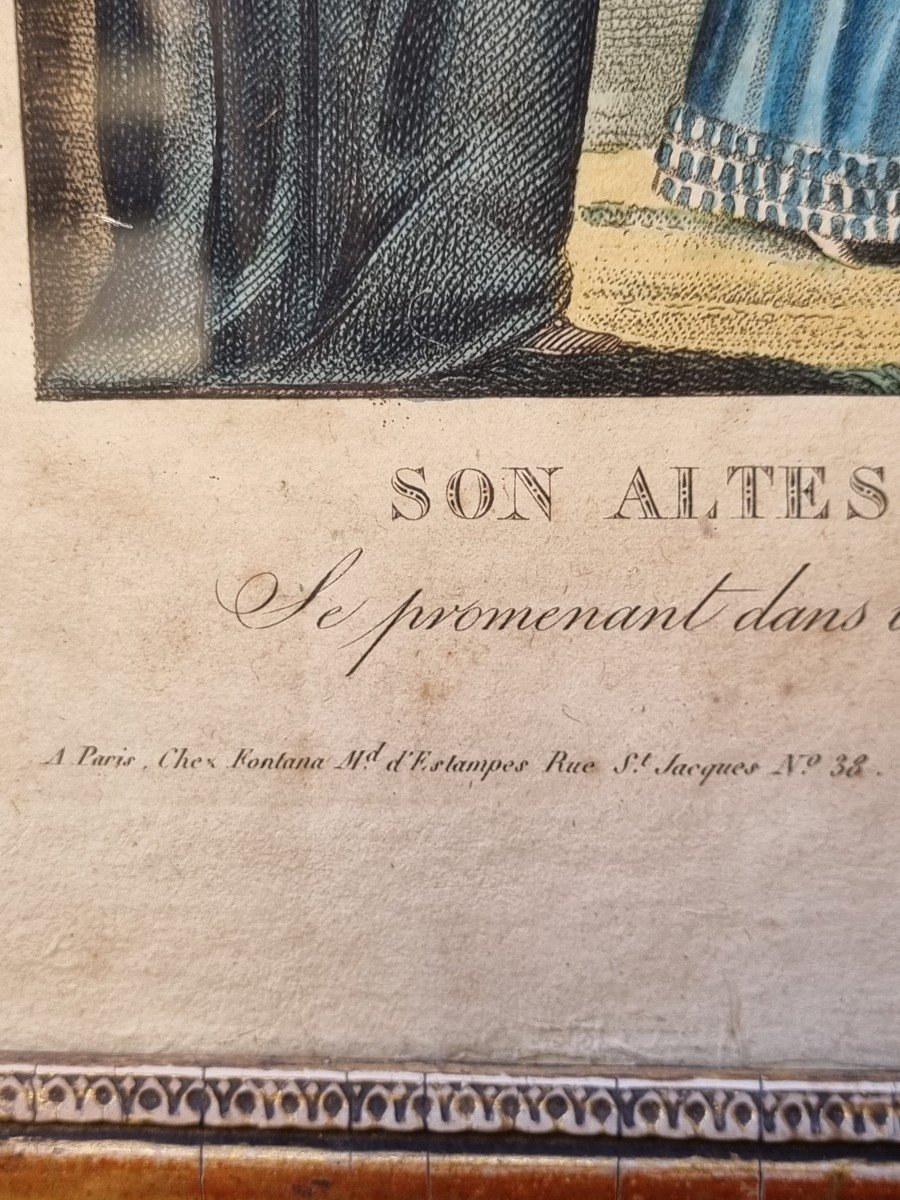 SON ALTES
Se promenant dans
A Paris, Chez Fontana Md. d'Estampes Rue St. Jacques No. 38.